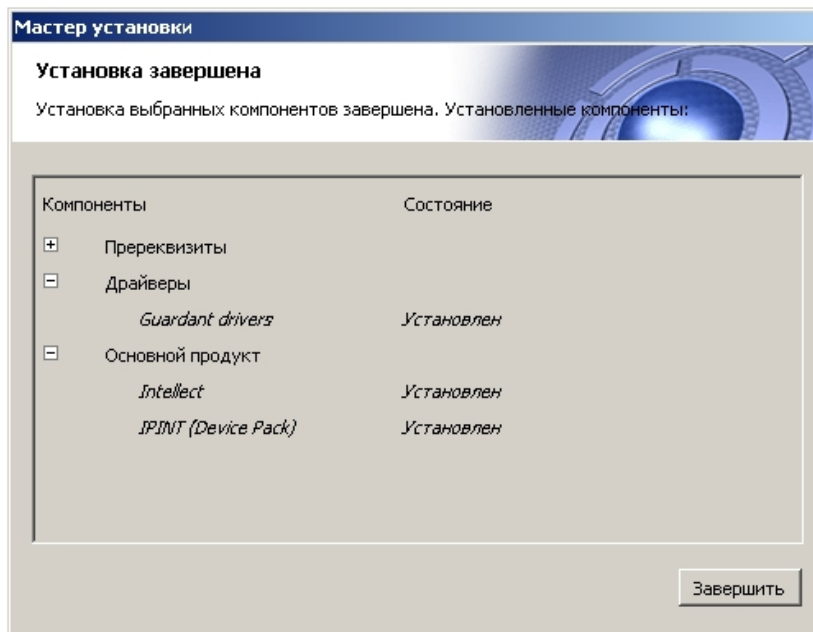 Мастер установки
Установка завершена
Установка выбранных компонентов завершена. Установленные компоненты:
Компоненты Состояние
Пререквизиты
Драйверы
Guardant drivers Установлен
Основной продукт
Intellect Установлен
IPINT (Device Pack) Установлен
Завершить